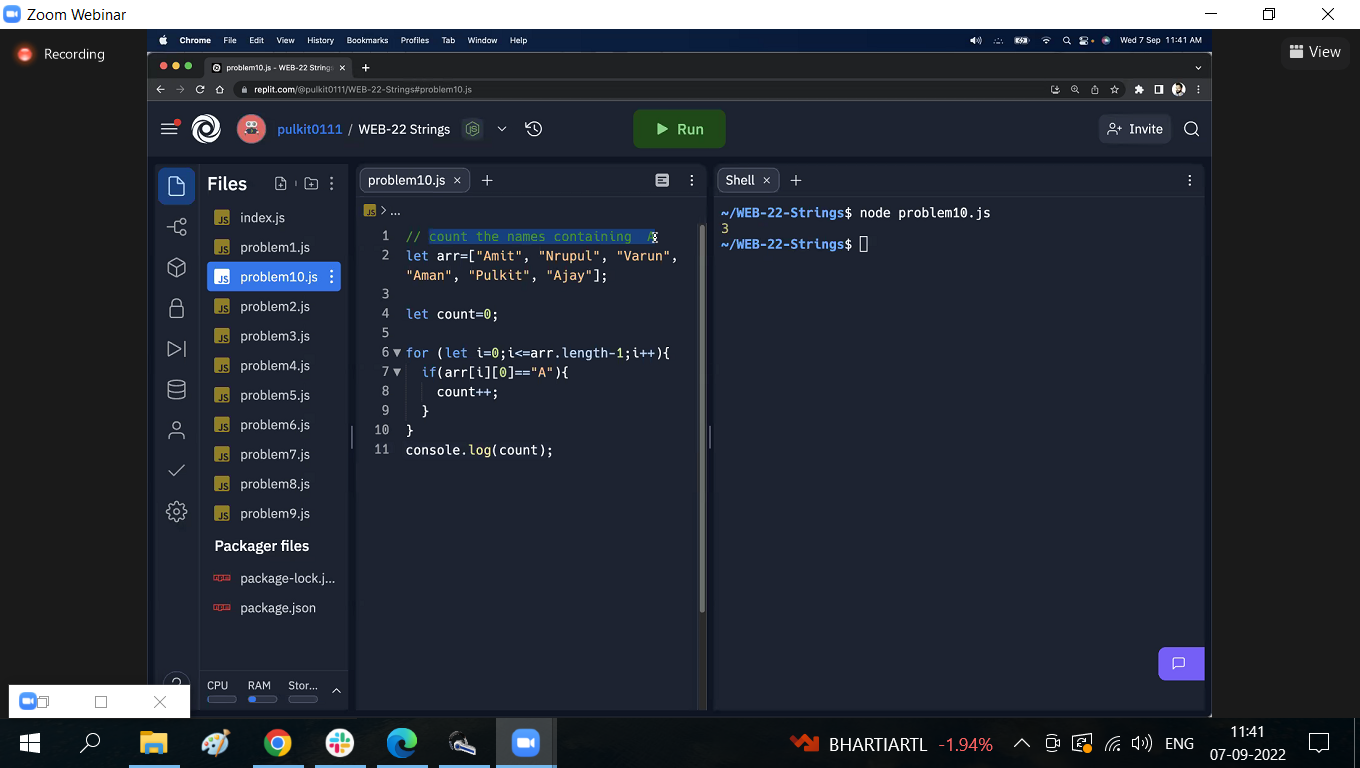 Zoom Webinar
Recording
View
Chrome File Edit View History Bookmarks Profiles Tab Window Help
Wed 7 Sep 11:41 AM
problem10.js - WEB-22 Strings
replit.com/@pulkit0111/WEB-22-Strings#problem10.js
pulkit0111 / WEB-22 Strings
Run
Invite
Files
index.js
problem1.js
problem10.js
problem2.js
problem3.js
problem4.js
problem5.js
problem6.js
problem7.js
problem8.js
problem9.js
Packager files
package-lock.j...
package.json
CPU RAM Stor...
problem10.js
JS > ...
1 // count the names containing A
2 let arr=["Amit", "Nrupul", "Varun",
"Aman", "Pulkit", "Ajay"];
3
4 let count=0;
5
6 for (let i=0;i<=arr.length-1;i++){
7 if(arr[i][0]=="A"){
8 count++;
9 }
10 }
11 console.log(count);
Shell
~/WEB-22-Strings$ node problem10.js
3
~/WEB-22-Strings$
BHARTIARTL -1.94%
ENG
11:41
07-09-2022